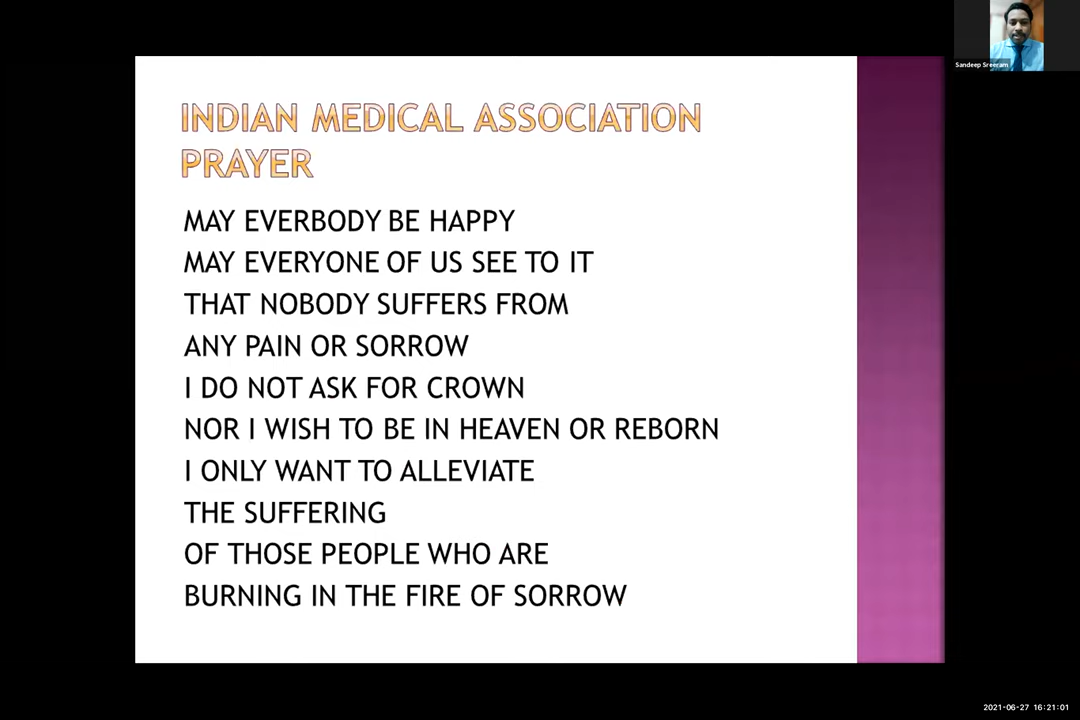 Sandeep Sreeram
INDIAN MEDICAL ASSOCIATION
PRAYER
MAY EVERBODY BE HAPPY
MAY EVERYONE OF US SEE TO IT
THAT NOBODY SUFFERS FROM
ANY PAIN OR SORROW
I DO NOT ASK FOR CROWN
NOR I WISH TO BE IN HEAVEN OR REBORN
I ONLY WANT TO ALLEVIATE
THE SUFFERING
OF THOSE PEOPLE WHO ARE
BURNING IN THE FIRE OF SORROW
2021-06-27 16:21:01